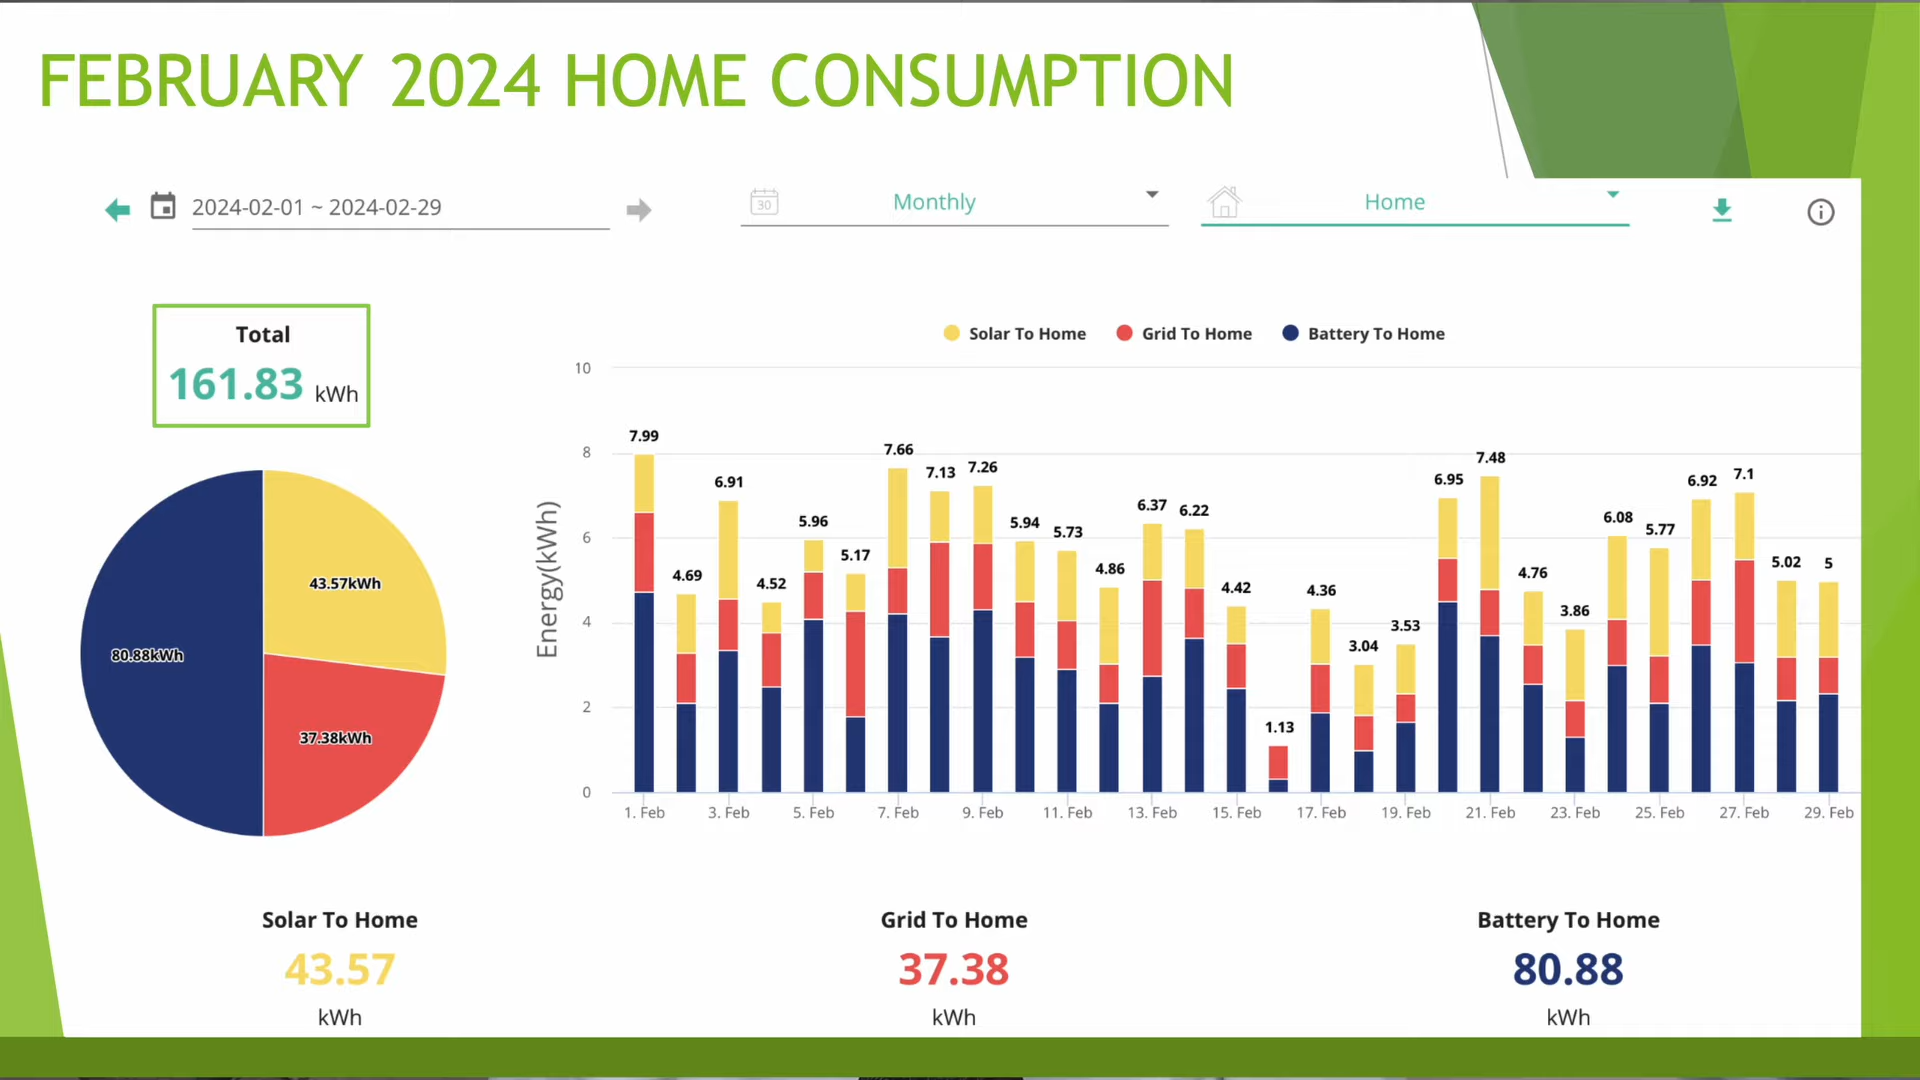 FEBRUARY 2024 HOME CONSUMPTION
2024-02-01 ~ 2024-02-29
30
Monthly
Home
Total
161.83 kWh
Solar To Home
Grid To Home
Battery To Home
43.57kWh
80.88kWh
37.38kWh
Energy(kWh)
10
8
6
4
2
0
7.99
4.69
6.91
4.52
5.96
5.17
7.66
7.13
7.26
5.94
5.73
4.86
6.37
6.22
4.42
1.13
4.36
3.04
3.53
6.95
7.48
4.76
3.86
6.08
5.77
6.92
7.1
5.02
5
1. Feb
3. Feb
5. Feb
7. Feb
9. Feb
11. Feb
13. Feb
15. Feb
17. Feb
19. Feb
21. Feb
23. Feb
25. Feb
27. Feb
29. Feb
Solar To Home
43.57
kWh
Grid To Home
37.38
kWh
Battery To Home
80.88
kWh